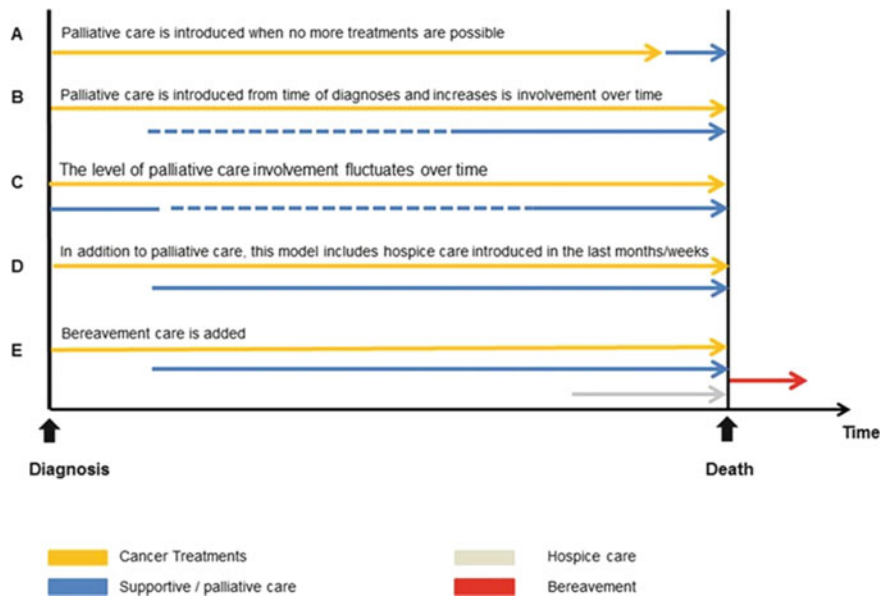 A
Palliative care is introduced when no more treatments are possible
B
Palliative care is introduced from time of diagnoses and increases is involvement over time
The level of palliative care involvement fluctuates over time
C
In addition to palliative care, this model includes hospice care introduced in the last months/weeks
D
Bereavement care is added
E
Time
Diagnosis
Death
Cancer Treatments
Hospice care
Supportive / palliative care
Bereavement